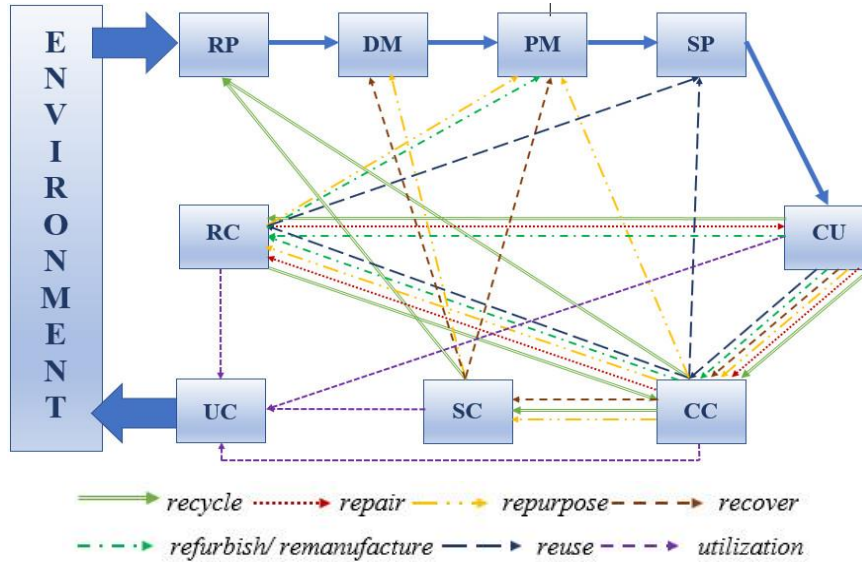 ENVIRONMENT
RP DM PM SP
RC CU
UC SC CC
recycle repair repurpose recover
refurbish/ remanufacture reuse utilization